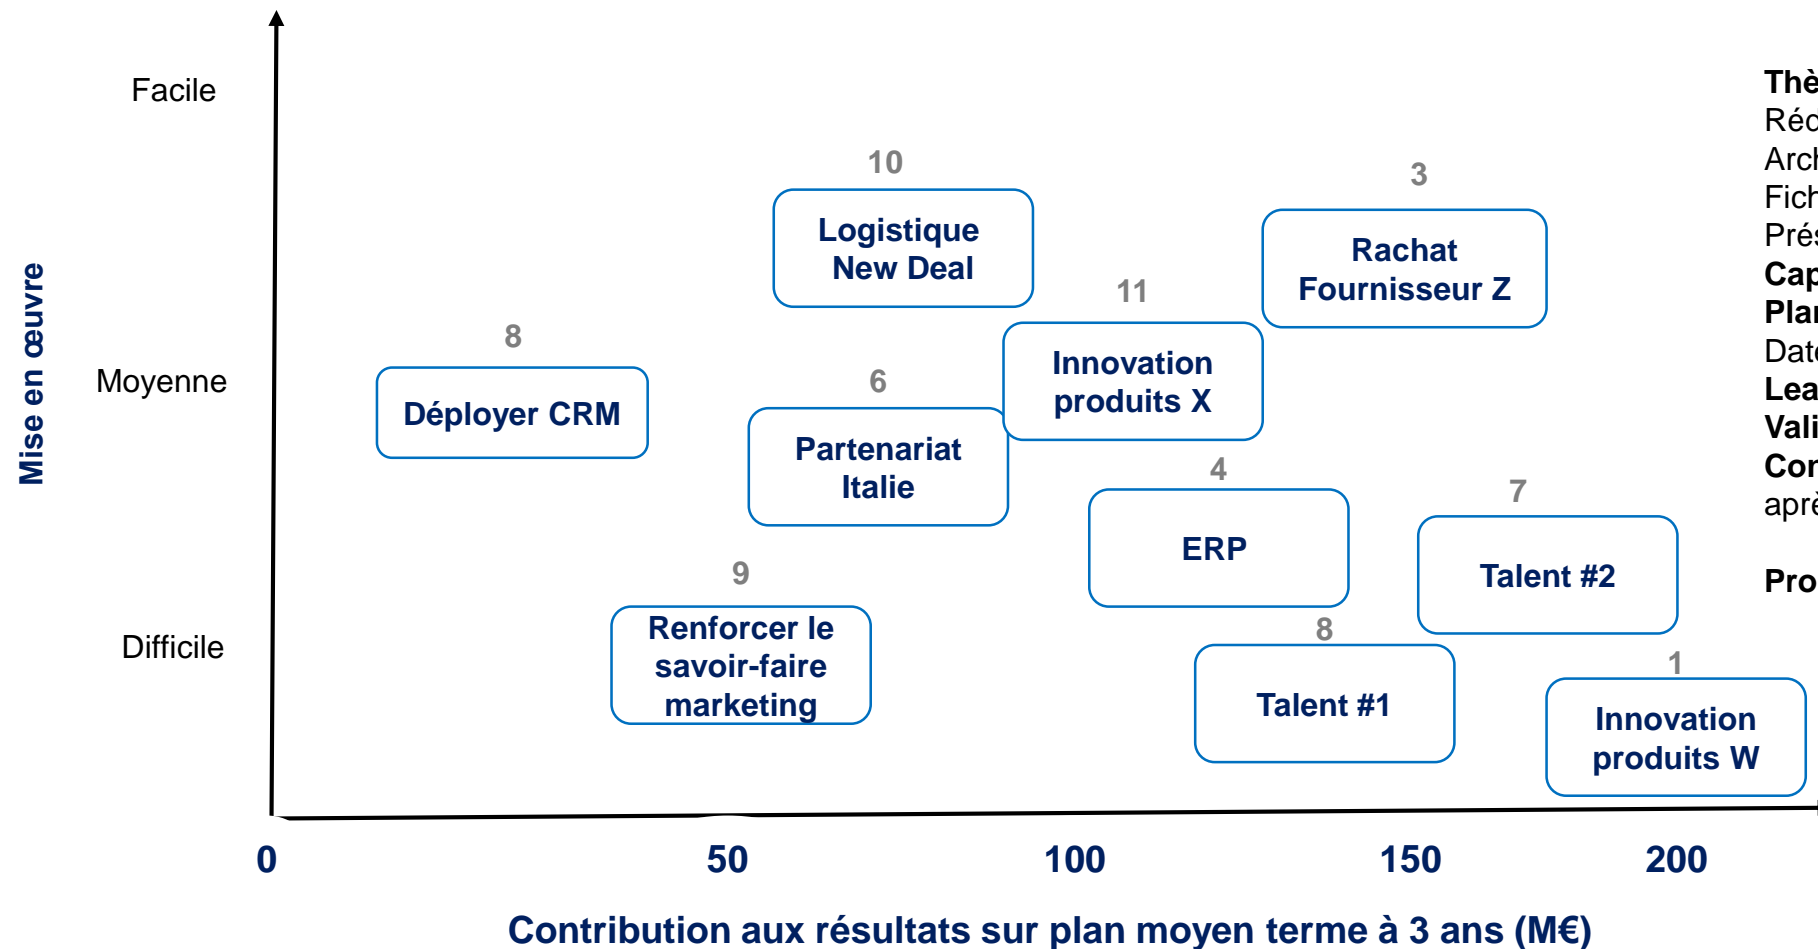 Facile
Moyenne
Difficile
Mise en œuvre
10
Logistique
New Deal
3
Rachat
Fournisseur Z
11
Innovation
produits X
8
Déployer CRM
6
Partenariat
Italie
4
ERP
7
Talent #2
9
Renforcer le
savoir-faire
marketing
8
Talent #1
1
Innovation
produits W
0
50
100
150
200
Contribution aux résultats sur plan moyen terme à 3 ans (M€)